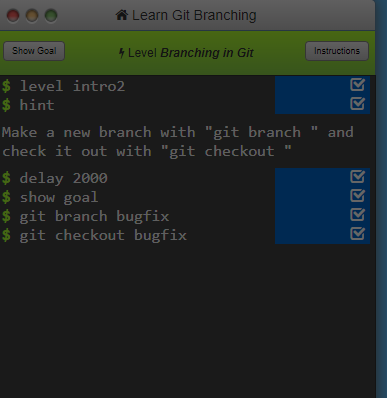 Learn Git Branching
Show Goal
Level Branching in Git
Instructions
$ level intro2
$ hint
Make a new branch with "git branch " and
check it out with "git checkout "
$ delay 2000
$ show goal
$ git branch bugfix
$ git checkout bugfix